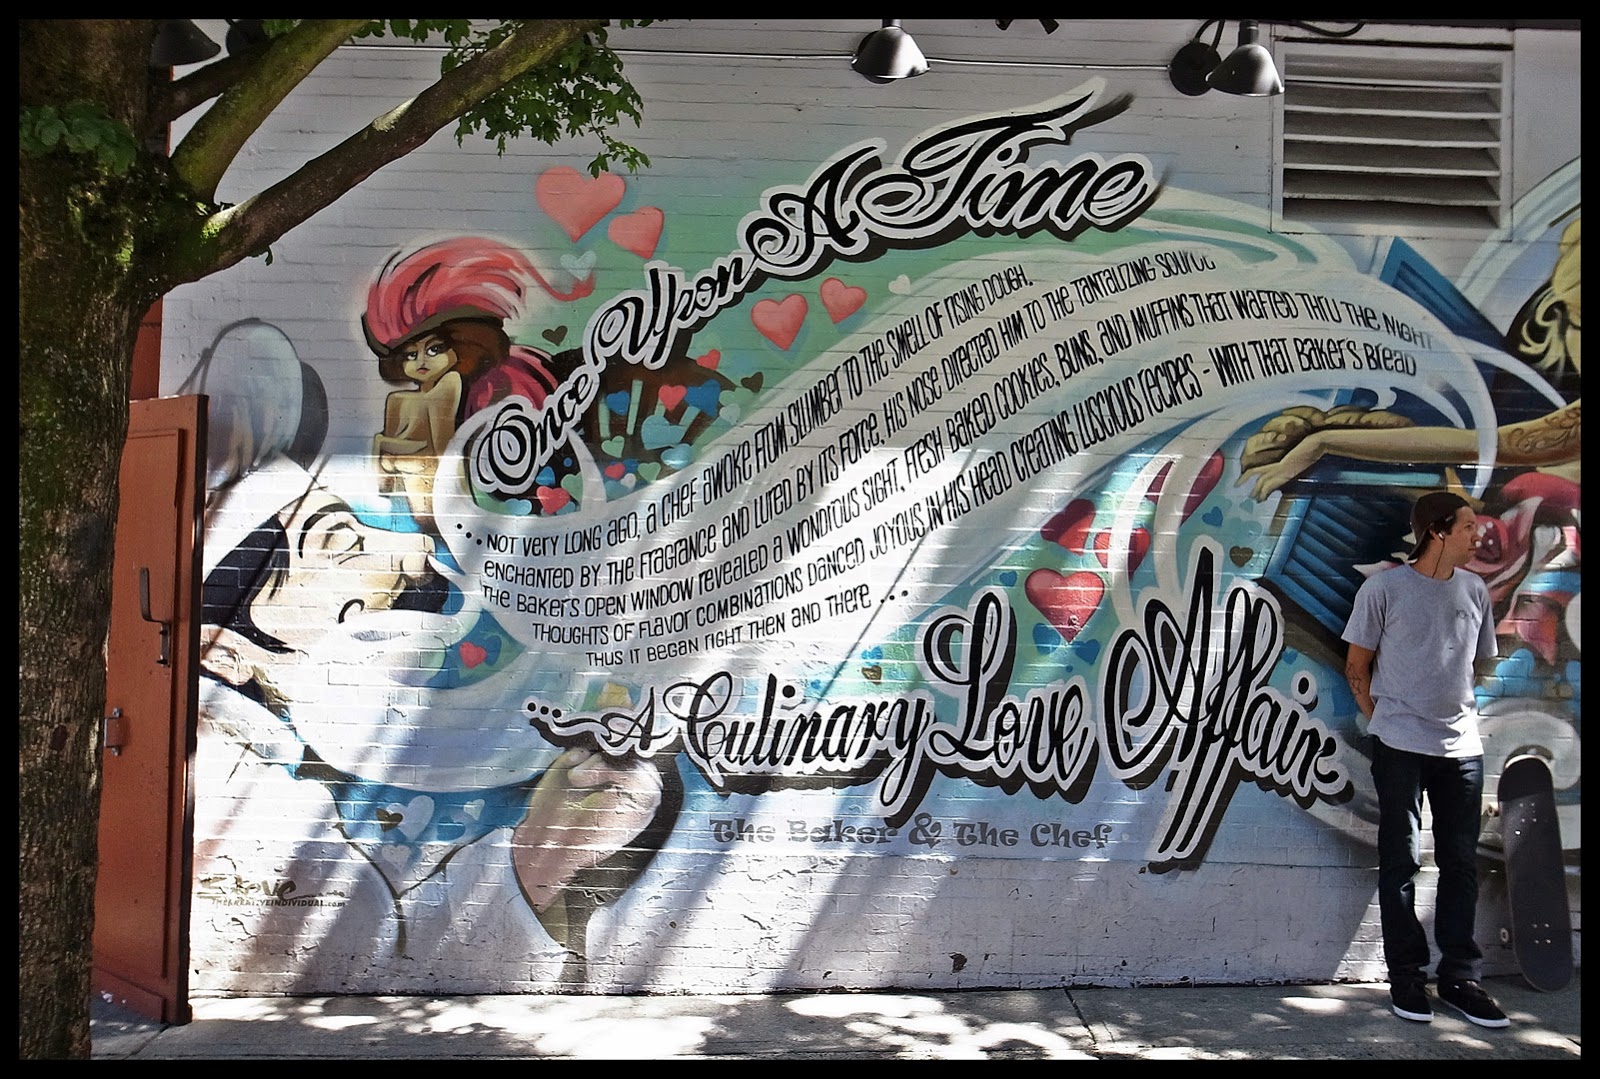 Once Upon A Time
...NOT VERY LONG AGO, A CHEF AWOKE FROM SLUMBER TO THE SMELL OF RISING DOUGH,
ENCHANTED BY THE FRAGRANCE AND LURED BY ITS FORCE, HIS NOSE DIRECTED HIM TO THE TANTALIZING SOURCE
THE BAKER'S OPEN WINDOW REVEALED A WONDROUS SIGHT, FRESH BAKED COOKIES, BUNS, AND MUFFINS THAT WAFTED THRU THE NIGHT
THOUGHTS OF FLAVOR COMBINATIONS DANCED JOYOUS IN HIS HEAD CREATING LUSCIOUS RECIPES - WITH THAT BAKER'S BREAD
THUS IT BEGAN RIGHT THEN AND THERE ...
...A Culinary Love Affair
The Baker & The Chef
THECREATIVEINDIVIDUAL.com